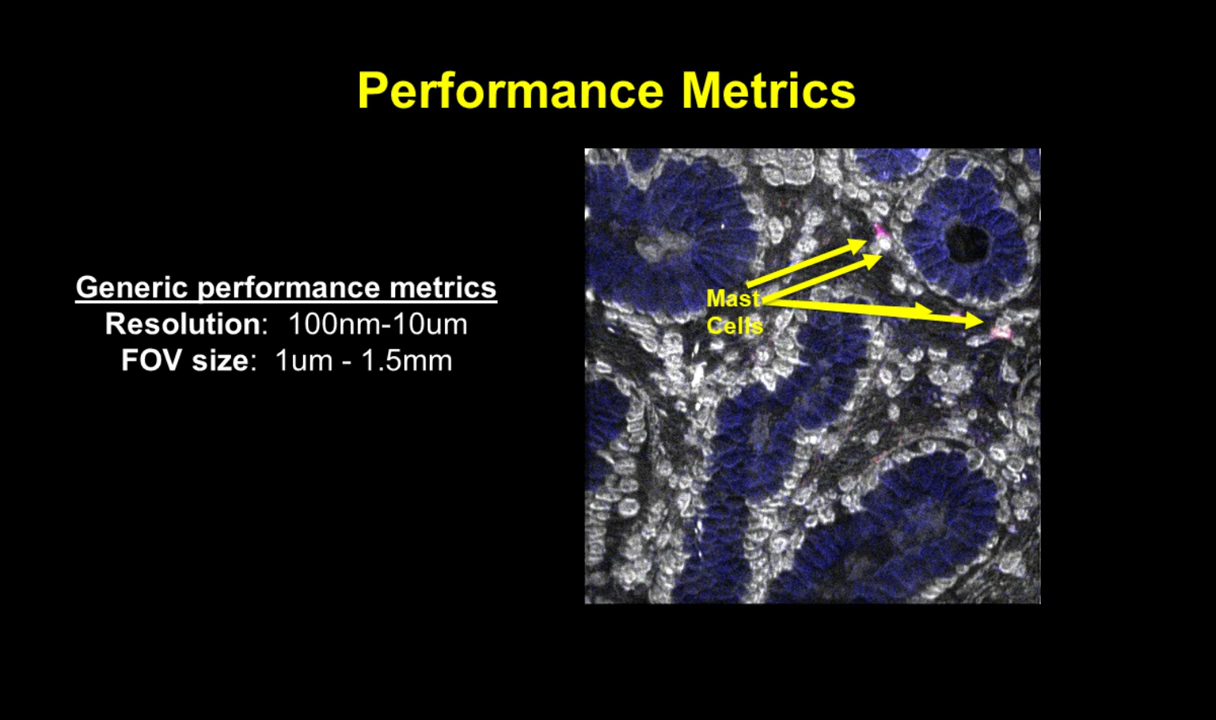 Performance Metrics
Generic performance metrics
Resolution: 100nm-10um
FOV size: 1um - 1.5mm
Mast
Cells